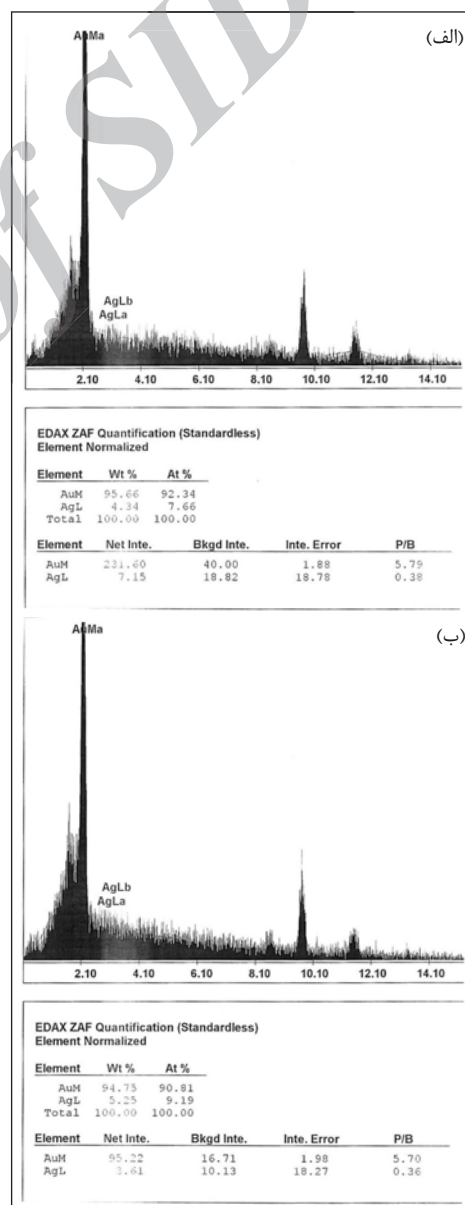 of SID
(الف)
AuMa
AgLb
AgLa
2.10 4.10 6.10 8.10 10.10 12.10 14.10
EDAX ZAF Quantification (Standardless)
Element Normalized
Element Wt % At %
AuM 95.66 92.34
AgL 4.34 7.66
Total 100.00 100.00
Element Net Inte. Bkgd Inte. Inte. Error P/B
AuM 231.60 40.00 1.88 5.79
AgL 7.15 18.82 18.78 0.38
(ب)
AuMa
AgLb
AgLa
2.10 4.10 6.10 8.10 10.10 12.10 14.10
EDAX ZAF Quantification (Standardless)
Element Normalized
Element Wt % At %
AuM 94.75 90.81
AgL 5.25 9.19
Total 100.00 100.00
Element Net Inte. Bkgd Inte. Inte. Error P/B
AuM 95.22 16.71 1.98 5.70
AgL 3.61 10.13 18.27 0.36